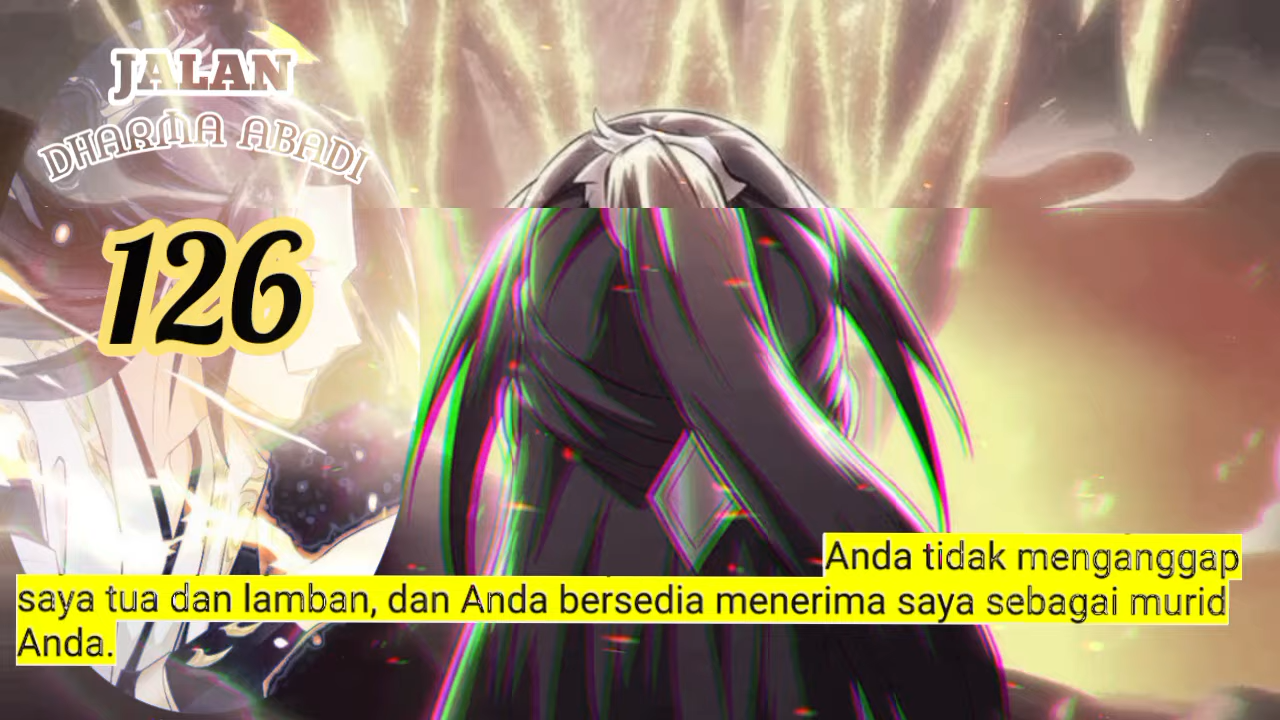 JALAN
DHARMA ABADI
126
Anda tidak menganggap
saya tua dan lamban, dan Anda bersedia menerima saya sebagai murid
Anda.